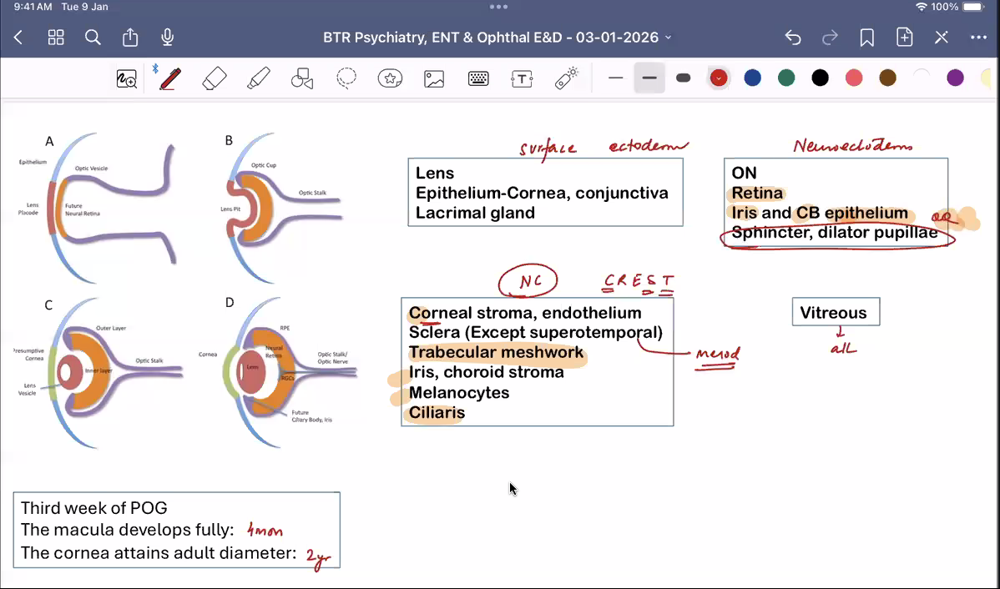 9:41 AM Tue 9 Jan
100%
BTR Psychiatry, ENT & Ophthal E&D - 03-01-2026
A
Epithelium
Optic Vesicle
Lens
Placode
Future
Neural Retina
B
Optic Cup
Optic Stalk
Lens Pit
C
Outer Layer
Presumptive
Cornea
Inner layer
Optic Stalk
Lens
Vesicle
D
RPE
Cornea
Neural
Retina
Lens
Optic Stalk/
Optic Nerve
RGCs
Future
Ciliary Body, Iris
surface ectoderm
Lens
Epithelium-Cornea, conjunctiva
Lacrimal gland
Neuroectoderm
ON
Retina
Iris and CB epithelium
Sphincter, dilator pupillae
NC
CREST
Corneal stroma, endothelium
Sclera (Except superotemporal)
Trabecular meshwork
Iris, choroid stroma
Melanocytes
Ciliaris
Vitreous
all
Third week of POG
The macula develops fully: 4mon
The cornea attains adult diameter: 2yr